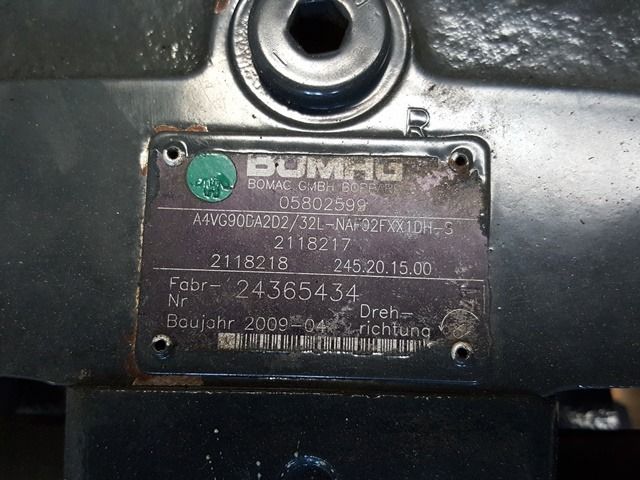 R
BOMAG
BOMAG GMBH BOPPARD
05802599
A4VG90DA2D2/32L-NAF02FXX1DH-S
2118217
2118218 245.20.15.00
Fabr-Nr 24365434
Baujahr 2009-04 Dreh-richtung